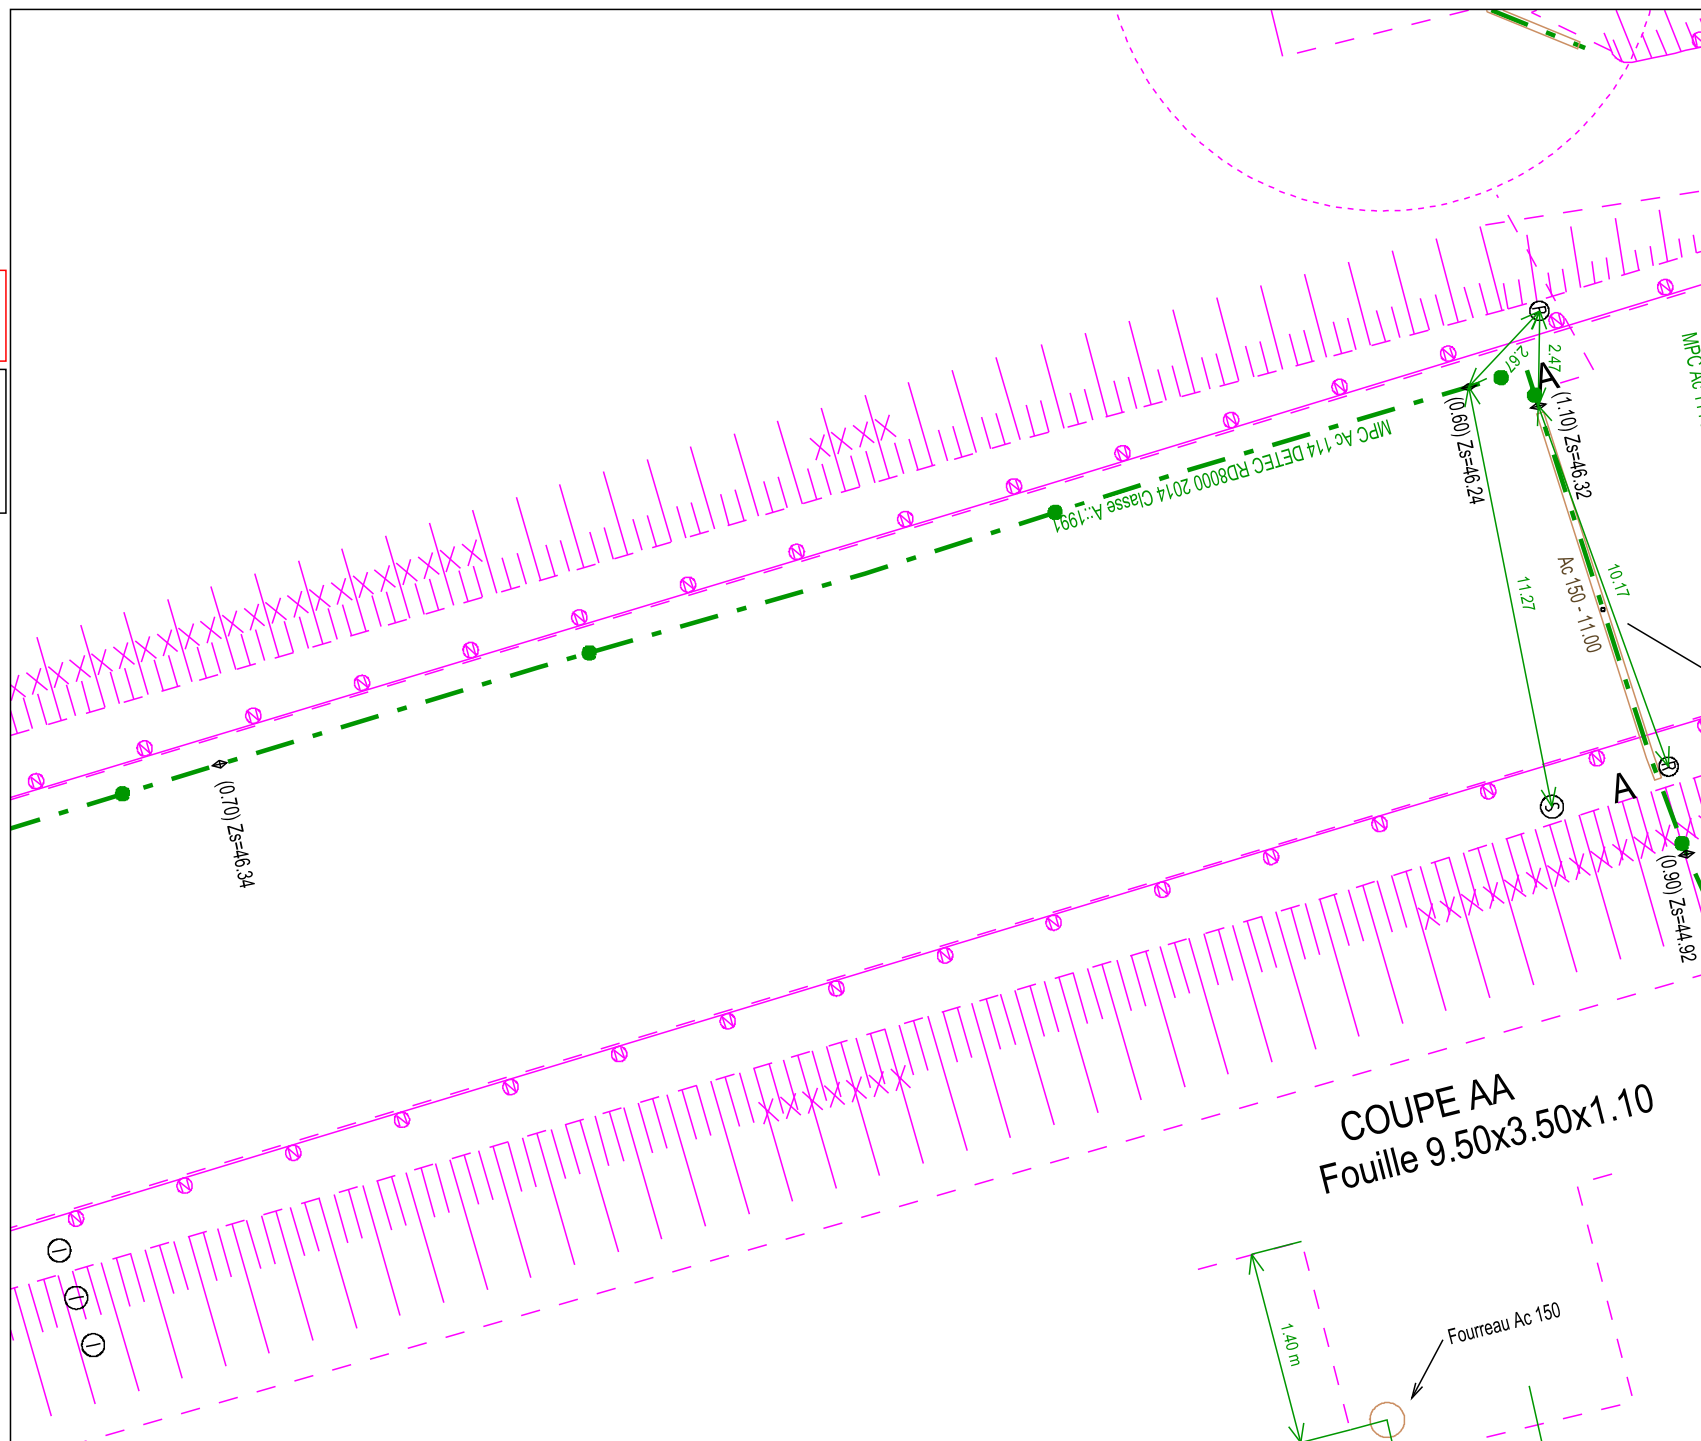 2.67
2.47
A
MPC Ac 114 DETEC RD8000 2014 Classe A::1991
(0.60) Zs=46.24
(1.10) Zs=46.32
MPC Ac
11.27
Ac 150 - 11.00
10.17
R
R
S
A
(0.70) Zs=46.34
(0.90) Zs=44.92
COUPE AA
Fouille 9.50x3.50x1.10
1.40 m
Fourreau Ac 150